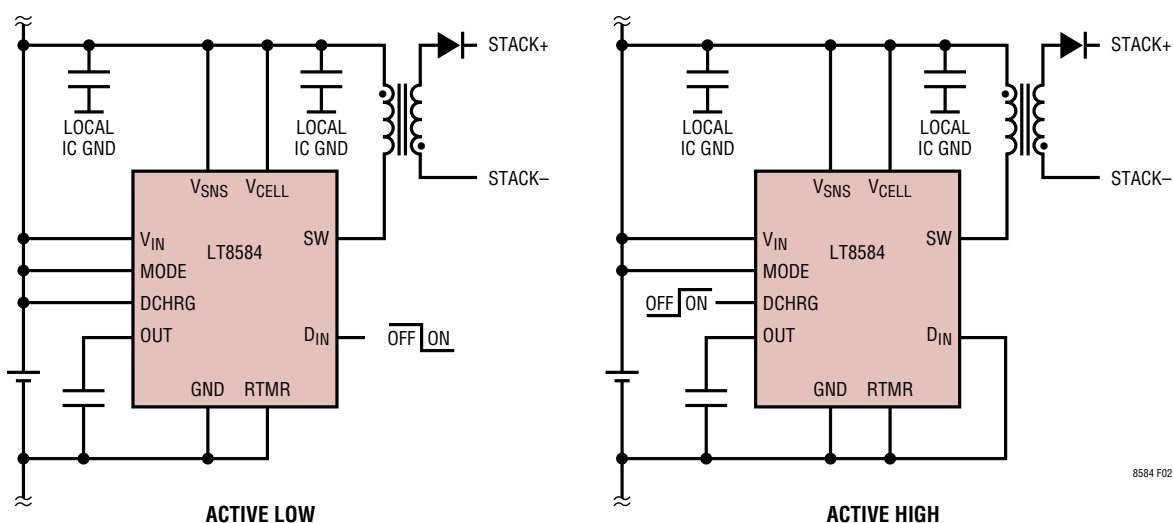 STACK+
LOCAL
IC GND
LOCAL
IC GND
STACK–
VSNS VCELL
VIN
SW
LT8584
MODE
DCHRG
OUT
DIN
OFF ON
GND RTMR
ACTIVE LOW
STACK+
LOCAL
IC GND
LOCAL
IC GND
STACK–
VSNS VCELL
VIN
SW
LT8584
MODE
OFF ON
DCHRG
OUT
DIN
GND RTMR
ACTIVE HIGH
8584 F02